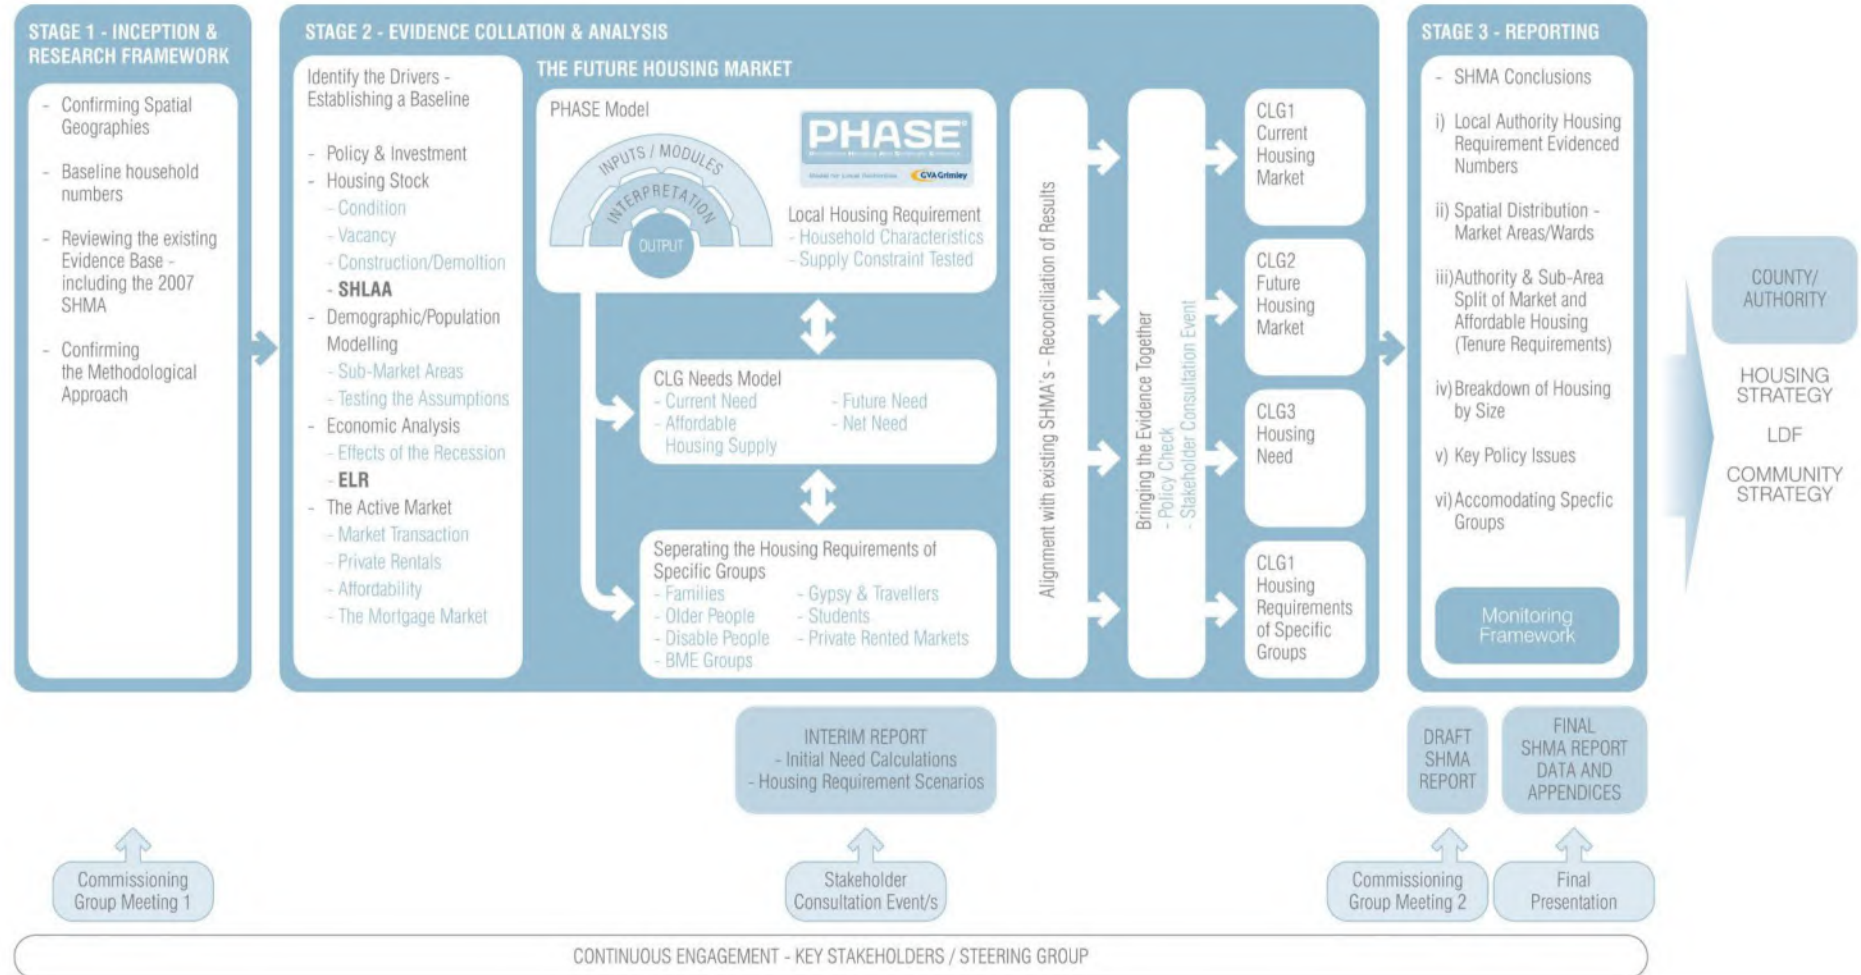 STAGE 1 - INCEPTION &
RESEARCH FRAMEWORK
- Confirming Spatial
Geographies
- Baseline household
numbers
- Reviewing the existing
Evidence Base -
including the 2007
SHMA
- Confirming
the Methodological
Approach
STAGE 2 - EVIDENCE COLLATION & ANALYSIS
Identify the Drivers -
Establishing a Baseline
- Policy & Investment
- Housing Stock
- Condition
- Vacancy
- Construction/Demoltion
- SHLAA
- Demographic/Population
Modelling
- Sub-Market Areas
- Testing the Assumptions
- Economic Analysis
- Effects of the Recession
- ELR
- The Active Market
- Market Transaction
- Private Rentals
- Affordability
- The Mortgage Market
THE FUTURE HOUSING MARKET
PHASE Model
INPUTS / MODULES
INTERPRETATION
OUTPUT
PHASE
GVA Grimley
Local Housing Requirement
- Household Characteristics
- Supply Constraint Tested
CLG Needs Model
- Current Need
- Affordable
Housing Supply
- Future Need
- Net Need
Seperating the Housing Requirements of
Specific Groups
- Families
- Older People
- Disable People
- BME Groups
- Gypsy & Travellers
- Students
- Private Rented Markets
Alignment with existing SHMA's - Reconciliation of Results
Bringing the Evidence Together
- Policy Check
- Stakeholder Consultation Event
CLG1
Current
Housing
Market
CLG2
Future
Housing
Market
CLG3
Housing
Need
CLG1
Housing
Requirements
of Specific
Groups
STAGE 3 - REPORTING
- SHMA Conclusions
i) Local Authority Housing
Requirement Evidenced
Numbers
ii) Spatial Distribution -
Market Areas/Wards
iii)Authority & Sub-Area
Split of Market and
Affordable Housing
(Tenure Requirements)
iv) Breakdown of Housing
by Size
v) Key Policy Issues
vi) Accomodating Specfic
Groups
Monitoring
Framework
COUNTY/
AUTHORITY
HOUSING
STRATEGY
LDF
COMMUNITY
STRATEGY
INTERIM REPORT
- Initial Need Calculations
- Housing Requirement Scenarios
DRAFT
SHMA
REPORT
FINAL
SHMA REPORT
DATA AND
APPENDICES
Commissioning
Group Meeting 1
Stakeholder
Consultation Event/s
Commissioning
Group Meeting 2
Final
Presentation
CONTINUOUS ENGAGEMENT - KEY STAKEHOLDERS / STEERING GROUP